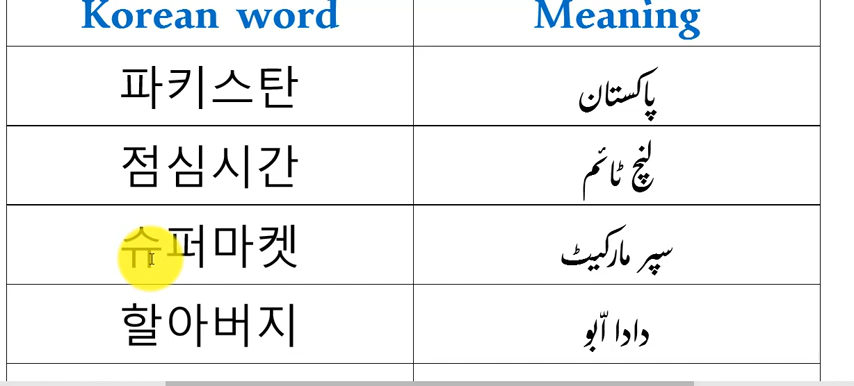 Korean word Meaning
파키스탄 پاکستان
점심시간 لنچ ٹائم
슈퍼마켓 سپر مارکیٹ
할아버지 دادا اّبو